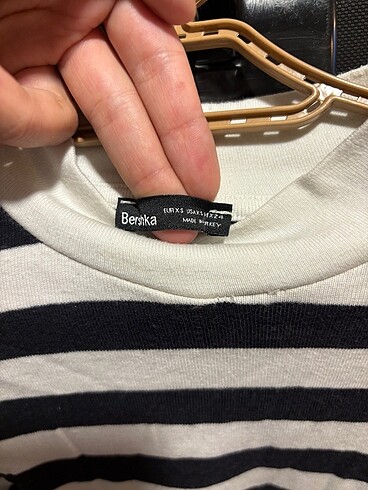 Bershka
EUR XS USA XS MEX 24
MADE IN TURKEY